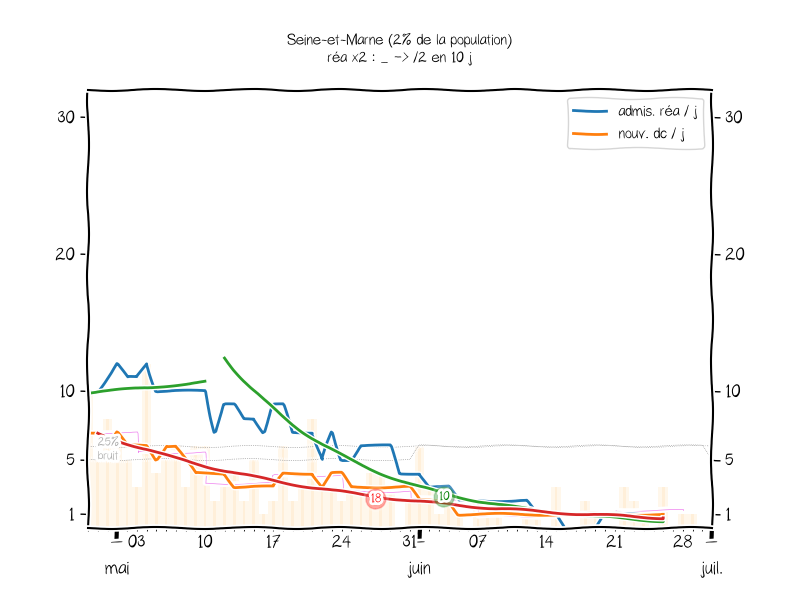 Seine-et-Marne (2% de la population)
réa x2 : _ -> /2 en 10 j
admis. réa / j
nouv. dc / j
30
30
20
20
10
10
5
5
1
1
25%
bruit
18
10
03
10
17
24
31
07
14
21
28
mai
juin
juil.